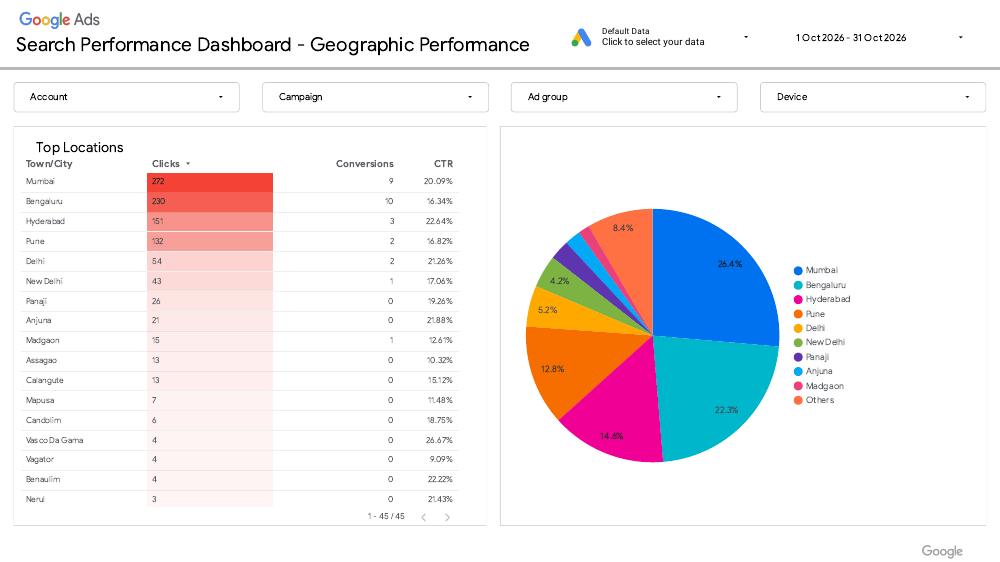 Google Ads
Search Performance Dashboard - Geographic Performance
Default Data
Click to select your data
1 Oct 2026 - 31 Oct 2026
Account
Campaign
Ad group
Device
Top Locations
Town/City Clicks Conversions CTR
Mumbai 272 9 20.09%
Bengaluru 230 10 16.34%
Hyderabad 151 3 22.64%
Pune 132 2 16.82%
Delhi 54 2 21.26%
New Delhi 43 1 17.06%
Panaji 26 0 19.26%
Anjuna 21 0 21.88%
Madgaon 15 1 12.61%
Assagao 13 0 10.32%
Calangute 13 0 15.12%
Mapusa 7 0 11.48%
Candolim 6 0 18.75%
Vasco Da Gama 4 0 26.67%
Vagator 4 0 9.09%
Benaulim 4 0 22.22%
Nerul 3 0 21.43%
1 - 45 / 45
8.4%
26.4%
4.2%
5.2%
12.8%
22.3%
14.6%
Mumbai
Bengaluru
Hyderabad
Pune
Delhi
New Delhi
Panaji
Anjuna
Madgaon
Others
Google